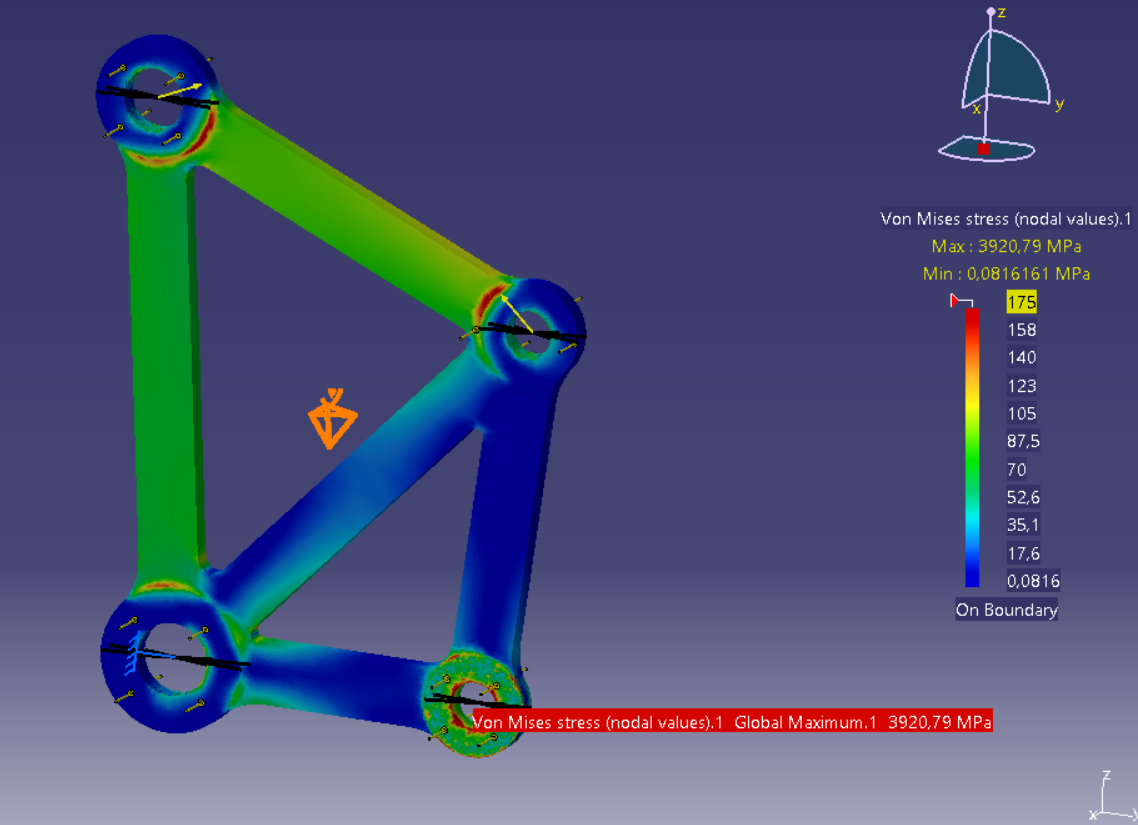 z
y
x
Von Mises stress (nodal values).1
Max : 3920,79 MPa
Min : 0,0816161 MPa
175
158
140
123
105
87,5
70
52,6
35,1
17,6
0,0816
On Boundary
Von Mises stress (nodal values).1 Global Maximum.1 3920,79 MPa
z
x
y